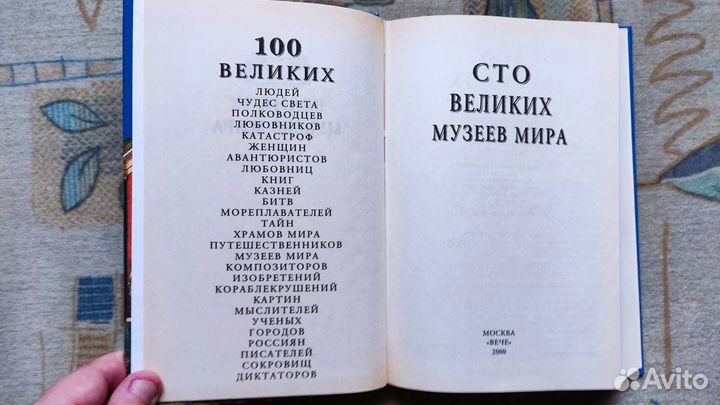 100
ВЕЛИКИХ
ЛЮДЕЙ
ЧУДЕС СВЕТА
ПОЛКОВОДЦЕВ
ЛЮБОВНИКОВ
КАТАСТРОФ
ЖЕНЩИН
АВАНТЮРИСТОВ
ЛЮБОВНИЦ
КНИГ
КАЗНЕЙ
БИТВ
МОРЕПЛАВАТЕЛЕЙ
ТАЙН
ХРАМОВ МИРА
ПУТЕШЕСТВЕННИКОВ
МУЗЕЕВ МИРА
КОМПОЗИТОРОВ
ИЗОБРЕТЕНИЙ
КОРАБЛЕКРУШЕНИЙ
КАРТИН
МЫСЛИТЕЛЕЙ
УЧЕНЫХ
ГОРОДОВ
РОССИЯН
ПИСАТЕЛЕЙ
СОКРОВИЩ
ДИКТАТОРОВ
СТО
ВЕЛИКИХ
МУЗЕЕВ МИРА
МОСКВА
«ВЕЧЕ»
2000
Avito